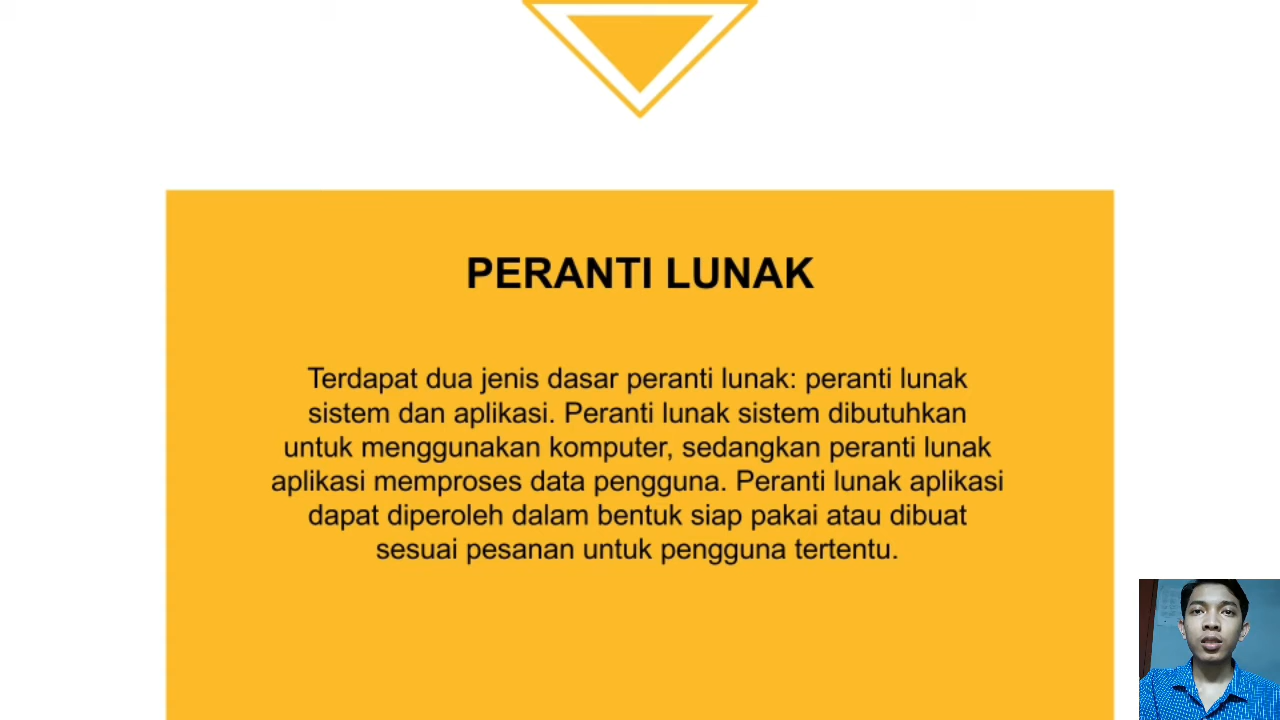 PERANTI LUNAK
Terdapat dua jenis dasar peranti lunak: peranti lunak
sistem dan aplikasi. Peranti lunak sistem dibutuhkan
untuk menggunakan komputer, sedangkan peranti lunak
aplikasi memproses data pengguna. Peranti lunak aplikasi
dapat diperoleh dalam bentuk siap pakai atau dibuat
sesuai pesanan untuk pengguna tertentu.